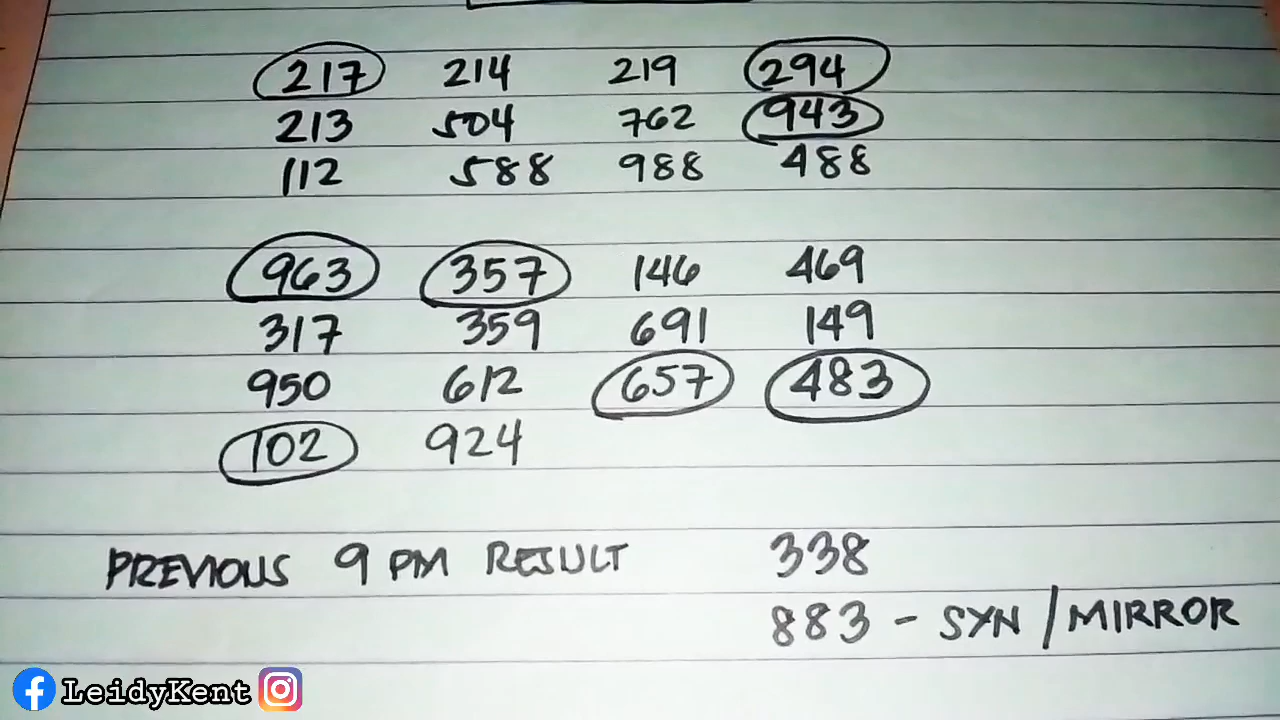 217 214 219 294
213 504 762 943
112 588 988 488
963 357 146 469
317 359 691 149
950 612 657 483
102 924
PREVIOUS 9 PM RESULT 338
883 - SYN / MIRROR
LeidyKent